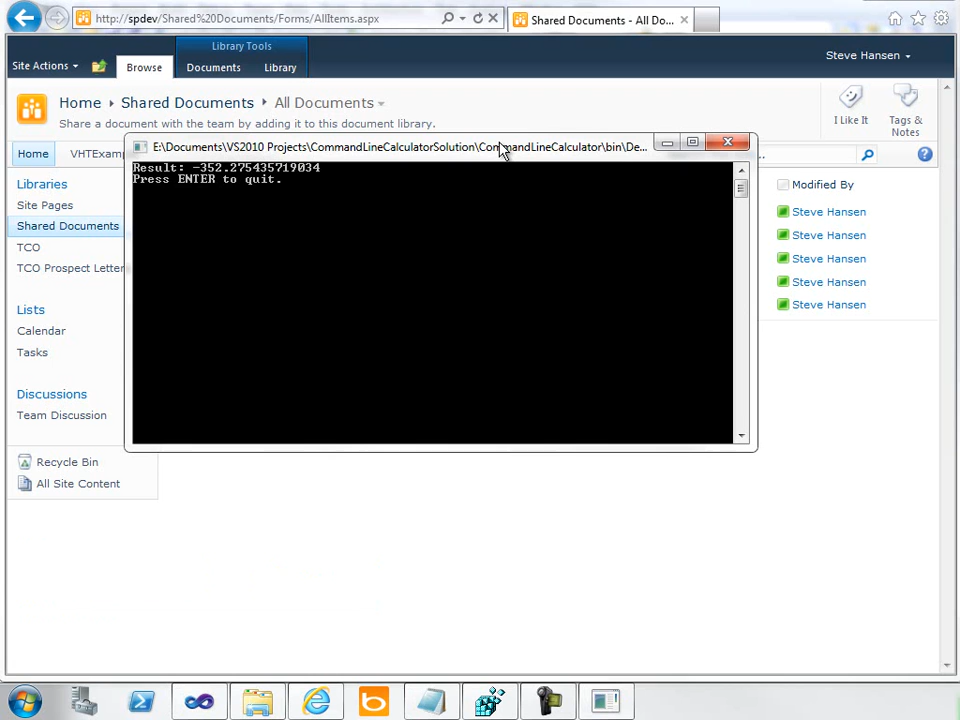 http://spdev/Shared%20Documents/Forms/AllItems.aspx
Shared Documents - All Do...
Library Tools
Site Actions
Browse
Documents
Library
Steve Hansen
Home
Shared Documents
All Documents
Share a document with the team by adding it to this document library.
I Like It
Tags & Notes
E:\Documents\VS2010 Projects\CommandLineCalculatorSolution\CommandLineCalculator\bin\De...
Result: -352.275435719034
Press ENTER to quit.
Home
VHTExamp
Libraries
Site Pages
Shared Documents
TCO
TCO Prospect Letter
Lists
Calendar
Tasks
Discussions
Team Discussion
Recycle Bin
All Site Content
Modified By
Steve Hansen
Steve Hansen
Steve Hansen
Steve Hansen
Steve Hansen